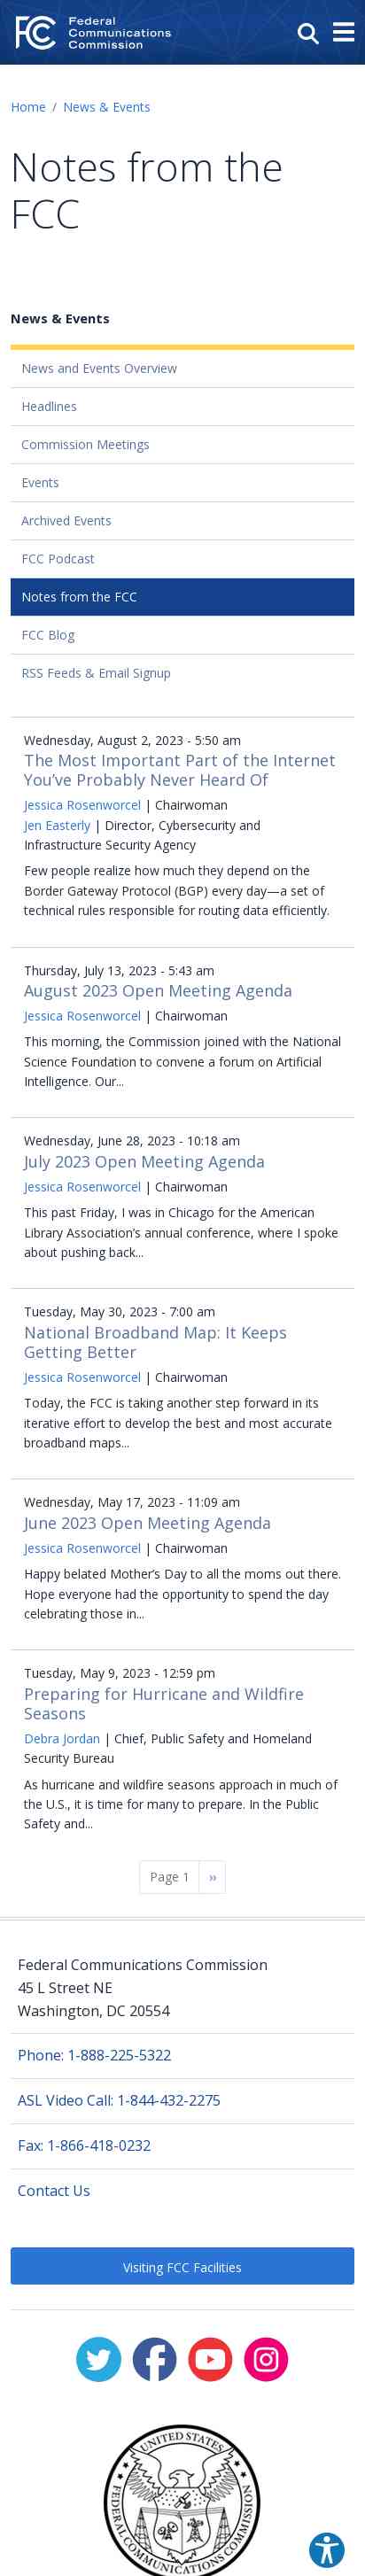 Federal
Communications
Commission
Home / News & Events
Notes from the
FCC
News & Events
News and Events Overview
Headlines
Commission Meetings
Events
Archived Events
FCC Podcast
Notes from the FCC
FCC Blog
RSS Feeds & Email Signup
Wednesday, August 2, 2023 - 5:50 am
The Most Important Part of the Internet
You’ve Probably Never Heard Of
Jessica Rosenworcel | Chairwoman
Jen Easterly | Director, Cybersecurity and
Infrastructure Security Agency
Few people realize how much they depend on the
Border Gateway Protocol (BGP) every day—a set of
technical rules responsible for routing data efficiently.
Thursday, July 13, 2023 - 5:43 am
August 2023 Open Meeting Agenda
Jessica Rosenworcel | Chairwoman
This morning, the Commission joined with the National
Science Foundation to convene a forum on Artificial
Intelligence. Our...
Wednesday, June 28, 2023 - 10:18 am
July 2023 Open Meeting Agenda
Jessica Rosenworcel | Chairwoman
This past Friday, I was in Chicago for the American
Library Association’s annual conference, where I spoke
about pushing back...
Tuesday, May 30, 2023 - 7:00 am
National Broadband Map: It Keeps
Getting Better
Jessica Rosenworcel | Chairwoman
Today, the FCC is taking another step forward in its
iterative effort to develop the best and most accurate
broadband maps...
Wednesday, May 17, 2023 - 11:09 am
June 2023 Open Meeting Agenda
Jessica Rosenworcel | Chairwoman
Happy belated Mother’s Day to all the moms out there.
Hope everyone had the opportunity to spend the day
celebrating those in...
Tuesday, May 9, 2023 - 12:59 pm
Preparing for Hurricane and Wildfire
Seasons
Debra Jordan | Chief, Public Safety and Homeland
Security Bureau
As hurricane and wildfire seasons approach in much of
the U.S., it is time for many to prepare. In the Public
Safety and...
Page 1 ››
Federal Communications Commission
45 L Street NE
Washington, DC 20554
Phone: 1-888-225-5322
ASL Video Call: 1-844-432-2275
Fax: 1-866-418-0232
Contact Us
Visiting FCC Facilities
UNITED STATES
FEDERAL COMMUNICATIONS COMMISSION